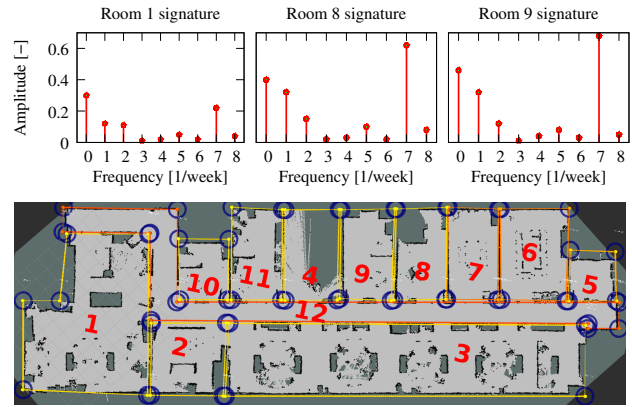 Room 1 signature
Room 8 signature
Room 9 signature
Amplitude [–]
0.6
0.4
0.2
0
0 1 2 3 4 5 6 7 8
0 1 2 3 4 5 6 7 8
0 1 2 3 4 5 6 7 8
Frequency [1/week]
Frequency [1/week]
Frequency [1/week]
6
11 4 9 8 7
10 5
12
1
2 3